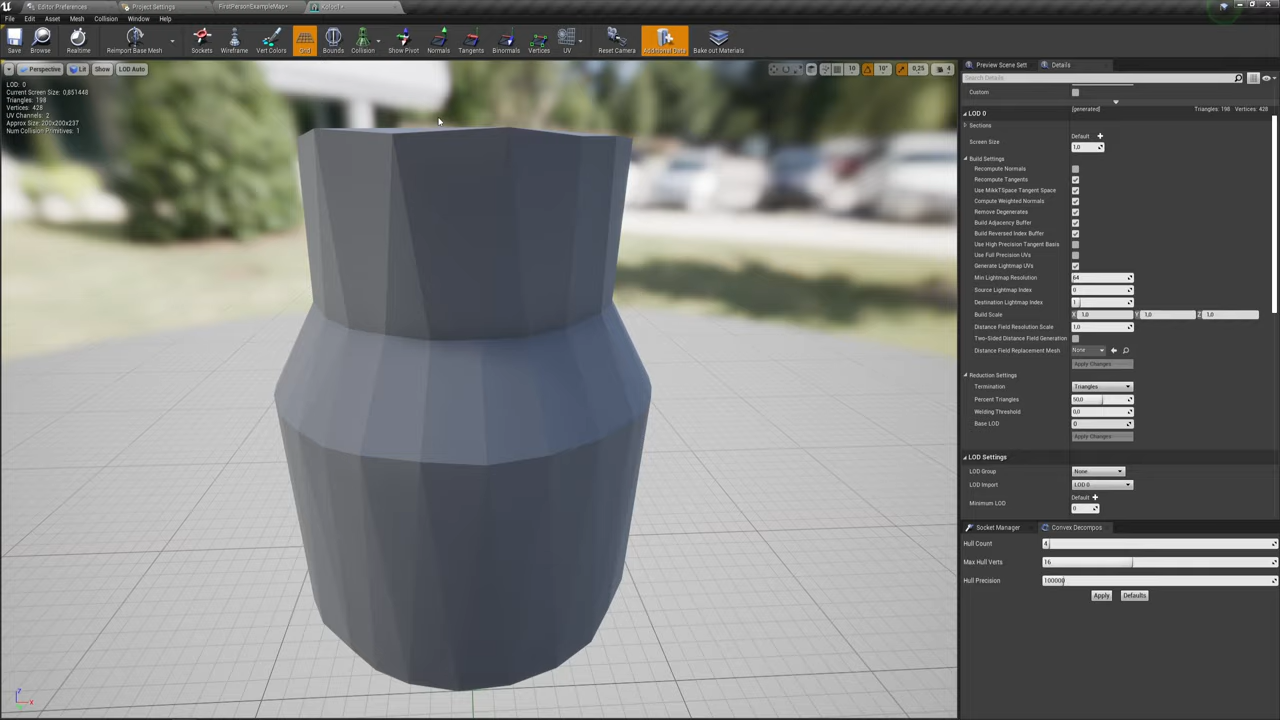 Editor Preferences
Project Settings
FirstPersonExampleMap*
File Edit Asset Mesh Collision Window Help
Save Browse Realtime Reimport Base Mesh Sockets Wireframe Vert Colors Grid Bounds Collision Show Pivot Normals Tangents Binormals Vertices UV Reset Camera Additional Data Bake out Materials
Perspective Lit Show LOD Auto
10 10° 0,25 4
LOD: 0
Current Screen Size: 0,851448
Triangles: 198
Vertices: 428
UV Channels: 2
Approx Size: 200x200x237
Num Collision Primitives: 1
Z
X
Preview Scene Sett Details
Search Details
Custom
(generated) Triangles: 198 Vertices: 428
LOD 0
Sections
Default
Screen Size 1,0
Build Settings
Recompute Normals
Recompute Tangents
Use MikkTSpace Tangent Space
Compute Weighted Normals
Remove Degenerates
Build Adjacency Buffer
Build Reversed Index Buffer
Use High Precision Tangent Basis
Use Full Precision UVs
Generate Lightmap UVs
Min Lightmap Resolution 64
Source Lightmap Index 0
Destination Lightmap Index 1
Build Scale X 1,0 Y 1,0 Z 1,0
Distance Field Resolution Scale 1,0
Two-Sided Distance Field Generation
Distance Field Replacement Mesh None
Apply Changes
Reduction Settings
Termination Triangles
Percent Triangles 50,0
Welding Threshold 0,0
Base LOD 0
Apply Changes
LOD Settings
LOD Group None
LOD Import LOD 0
Default
Minimum LOD 0
Socket Manager Convex Decompos
Hull Count 4
Max Hull Verts 16
Hull Precision 100000
Apply Defaults